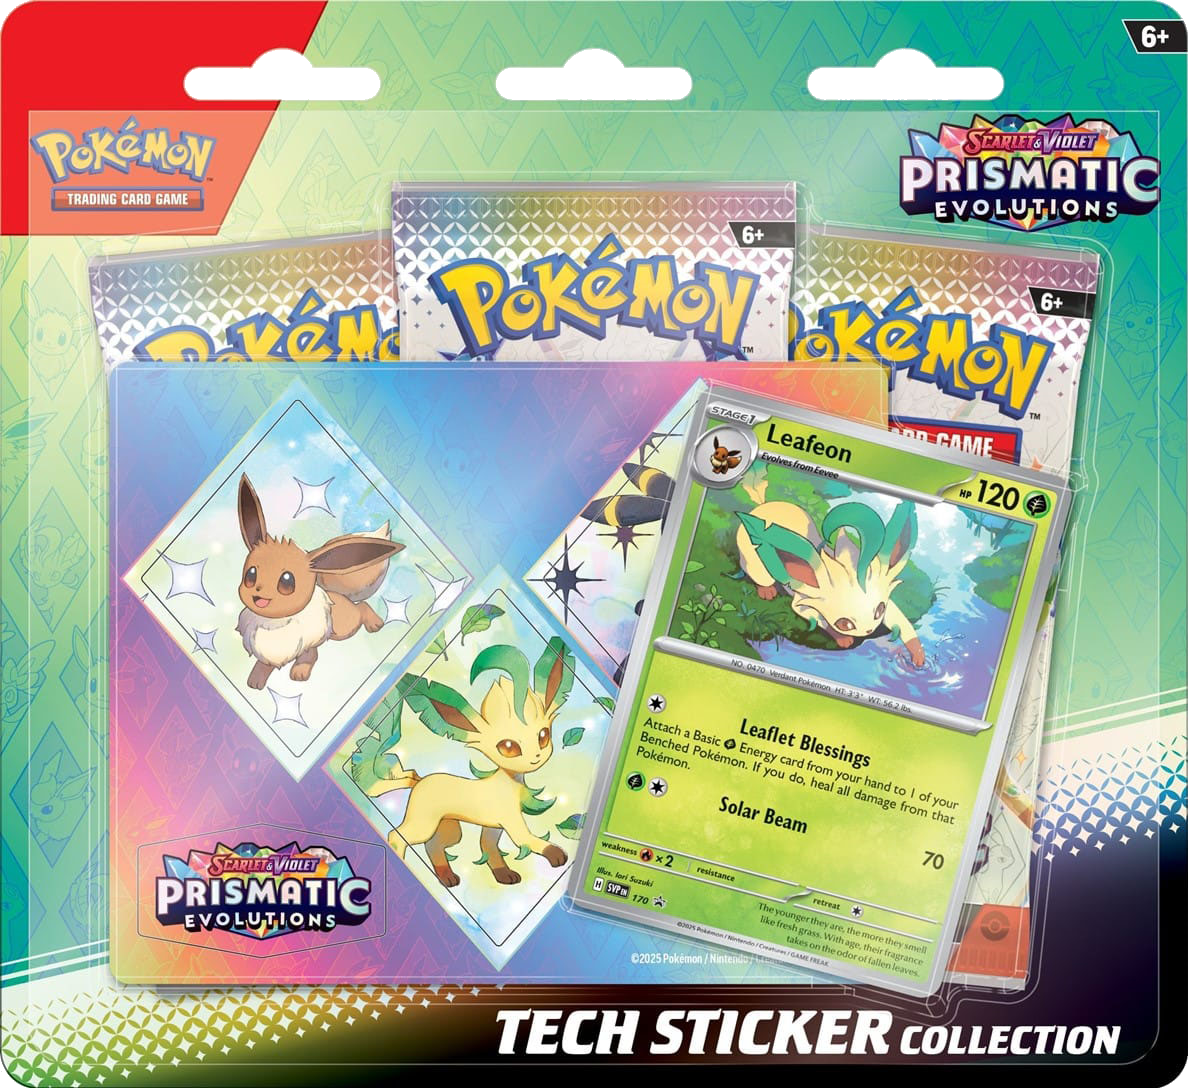 6+
POKéMON
TRADING CARD GAME
SCARLET & VIOLET
PRISMATIC
EVOLUTIONS
6+
POKéMON
TM
6+
POKéMON
TM
CARD GAME
STAGE 1
Leafeon
Evolves from Eevee
HP 120
NO. 0470 Verdant Pokémon HT: 3'3" WT: 56.2 lbs.
Leaflet Blessings
Attach a Basic Energy card from your hand to 1 of your
Benched Pokémon. If you do, heal all damage from that
Pokémon.
Solar Beam
70
weakness ×2
resistance
retreat
Illus. Iori Suzuki
H SVP EN 170
The younger they are, the more they smell
like fresh grass. With age, their fragrance
takes on the odor of fallen leaves.
©2025 Pokémon / Nintendo / Creatures / GAME FREAK
SCARLET & VIOLET
PRISMATIC
EVOLUTIONS
©2025 Pokémon / Nintendo /
TECH STICKER COLLECTION